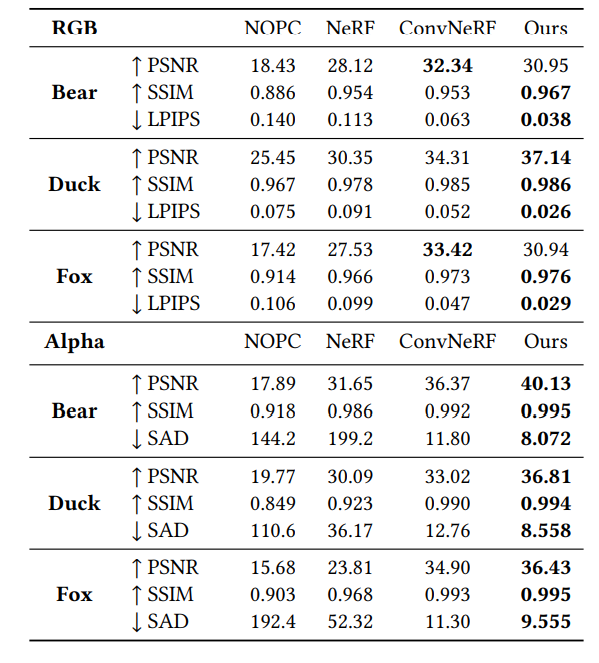 RGB NOPC NeRF ConvNeRF Ours
↑ PSNR 18.43 28.12 32.34 30.95
Bear ↑ SSIM 0.886 0.954 0.953 0.967
↓ LPIPS 0.140 0.113 0.063 0.038
↑ PSNR 25.45 30.35 34.31 37.14
Duck ↑ SSIM 0.967 0.978 0.985 0.986
↓ LPIPS 0.075 0.091 0.052 0.026
↑ PSNR 17.42 27.53 33.42 30.94
Fox ↑ SSIM 0.914 0.966 0.973 0.976
↓ LPIPS 0.106 0.099 0.047 0.029
Alpha NOPC NeRF ConvNeRF Ours
↑ PSNR 17.89 31.65 36.37 40.13
Bear ↑ SSIM 0.918 0.986 0.992 0.995
↓ SAD 144.2 199.2 11.80 8.072
↑ PSNR 19.77 30.09 33.02 36.81
Duck ↑ SSIM 0.849 0.923 0.990 0.994
↓ SAD 110.6 36.17 12.76 8.558
↑ PSNR 15.68 23.81 34.90 36.43
Fox ↑ SSIM 0.903 0.968 0.993 0.995
↓ SAD 192.4 52.32 11.30 9.555